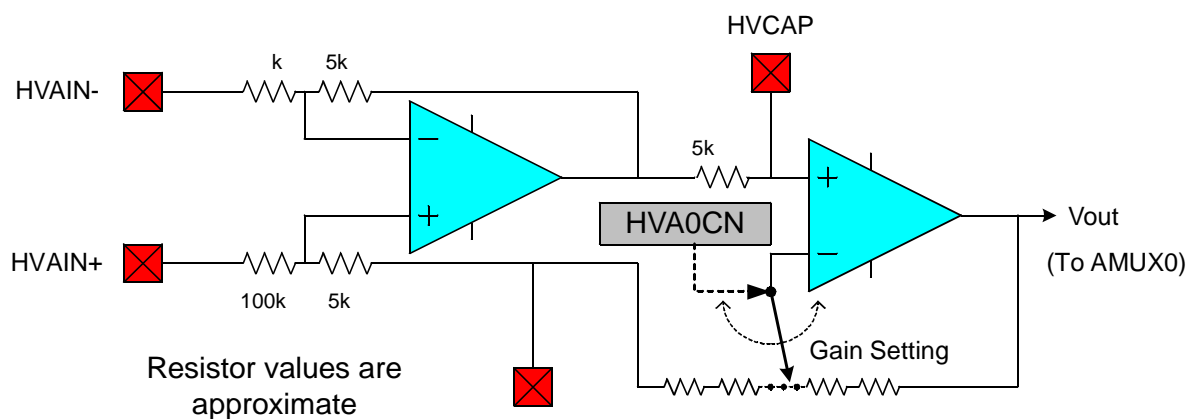 HVCAP
k 5k
HVAIN-
5k
HVA0CN
Vout
(To AMUX0)
HVAIN+
100k 5k
Gain Setting
Resistor values are
approximate